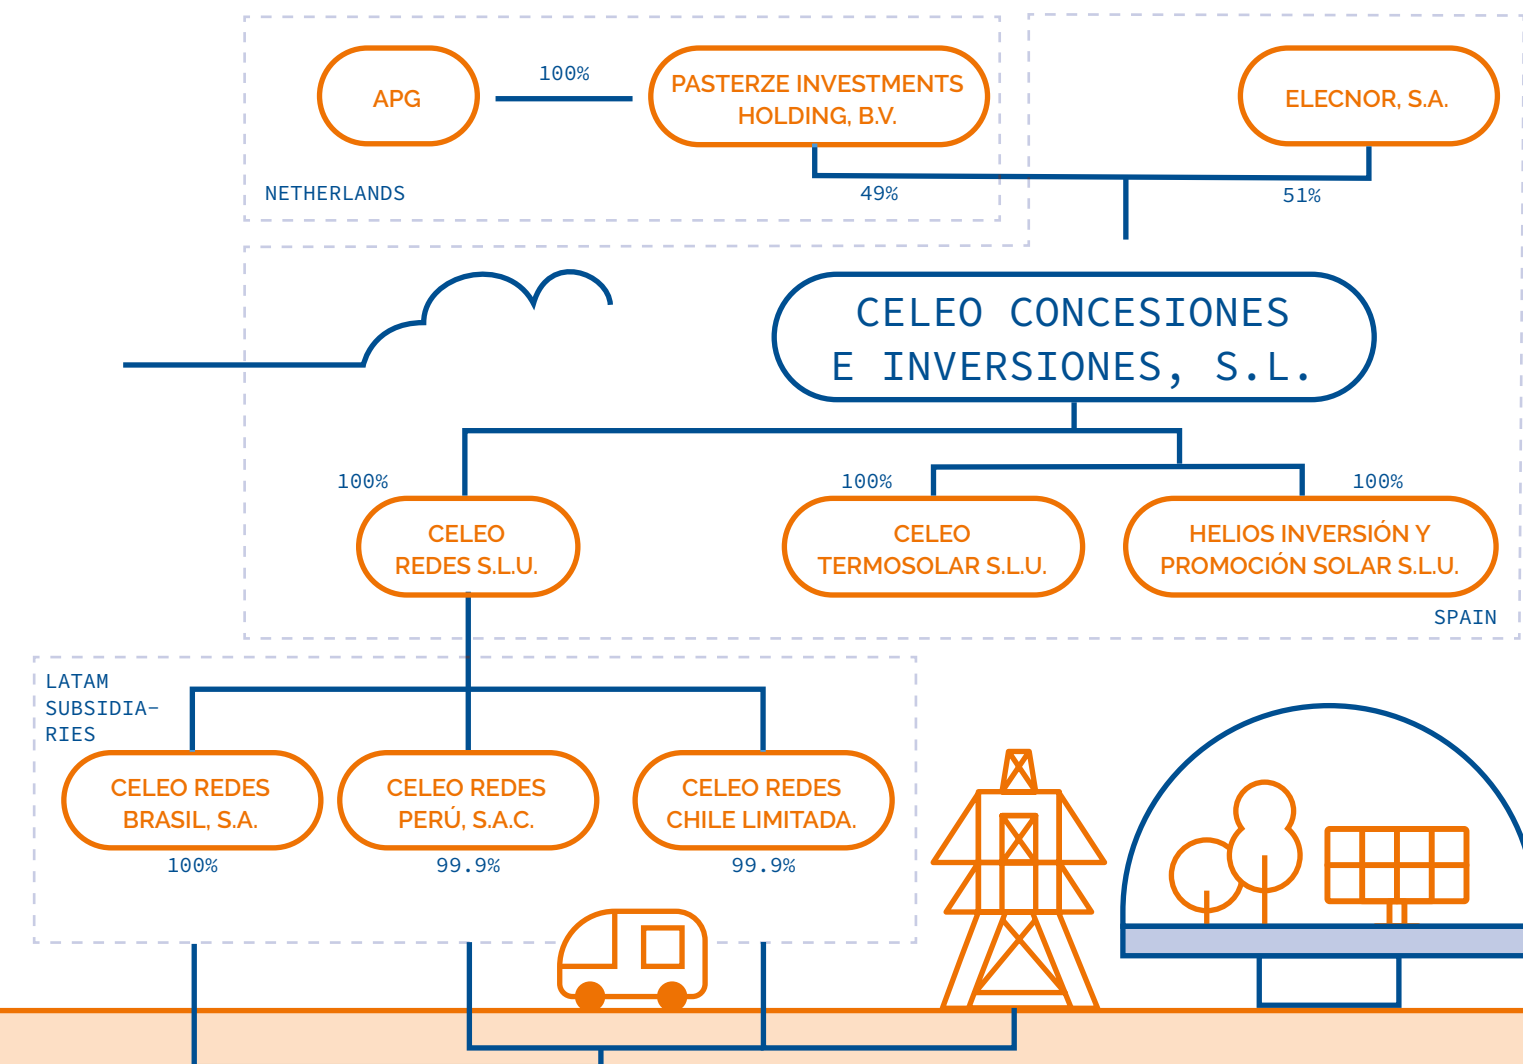 APG
100%
PASTERZE INVESTMENTS
HOLDING, B.V.
ELECNOR, S.A.
NETHERLANDS
49%
51%
CELEO CONCESIONES
E INVERSIONES, S.L.
100%
100%
100%
CELEO
REDES S.L.U.
CELEO
TERMOSOLAR S.L.U.
HELIOS INVERSIÓN Y
PROMOCIÓN SOLAR S.L.U.
SPAIN
LATAM
SUBSIDIA-
RIES
CELEO REDES
BRASIL, S.A.
CELEO REDES
PERÚ, S.A.C.
CELEO REDES
CHILE LIMITADA.
100%
99.9%
99.9%